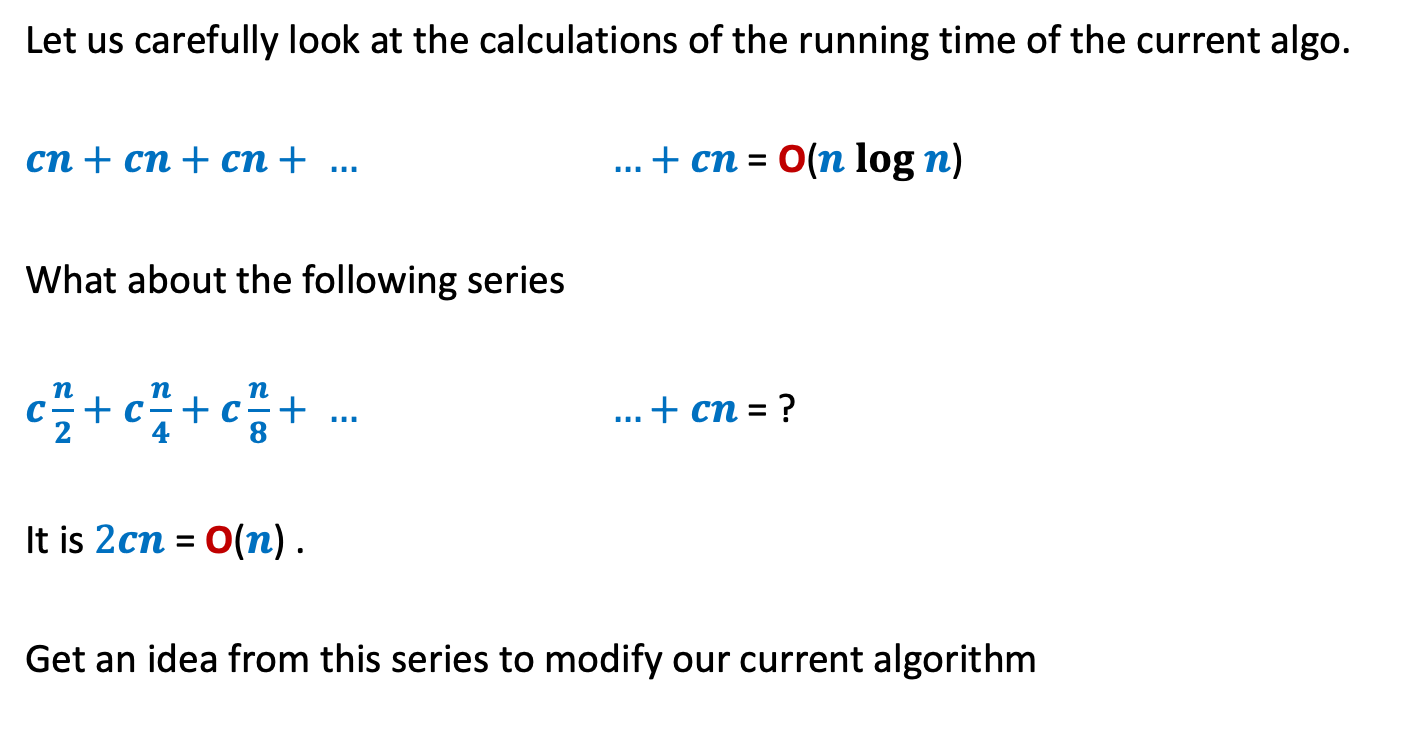 Let us carefully look at the calculations of the running time of the current algo.
cn + cn + cn + ... ... + cn = O(n log n)
What about the following series
c n/2 + c n/4 + c n/8 + ... ... + cn = ?
It is 2cn = O(n) .
Get an idea from this series to modify our current algorithm